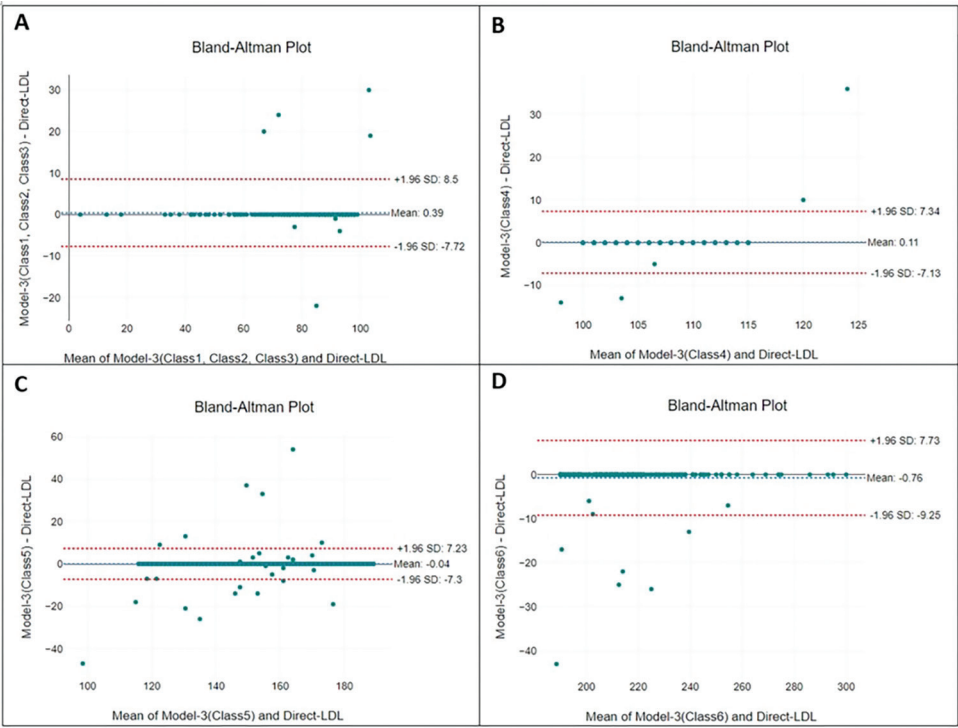 A
Bland-Altman Plot
Model-3(Class1, Class2, Class3) - Direct-LDL
30
20
10
0
−10
−20
+1.96 SD: 8.5
Mean: 0.39
-1.96 SD: -7.72
0 20 40 60 80 100
Mean of Model-3(Class1, Class2, Class3) and Direct-LDL
B
Bland-Altman Plot
Model-3(Class4) - Direct-LDL
30
20
10
0
−10
+1.96 SD: 7.34
Mean: 0.11
-1.96 SD: -7.13
100 105 110 115 120 125
Mean of Model-3(Class4) and Direct-LDL
C
Bland-Altman Plot
Model-3(Class5) - Direct-LDL
60
40
20
0
−20
−40
+1.96 SD: 7.23
Mean: -0.04
-1.96 SD: -7.3
100 120 140 160 180
Mean of Model-3(Class5) and Direct-LDL
D
Bland-Altman Plot
Model-3(Class6) - Direct-LDL
0
−10
−20
−30
−40
+1.96 SD: 7.73
Mean: -0.76
-1.96 SD: -9.25
200 220 240 260 280 300
Mean of Model-3(Class6) and Direct-LDL